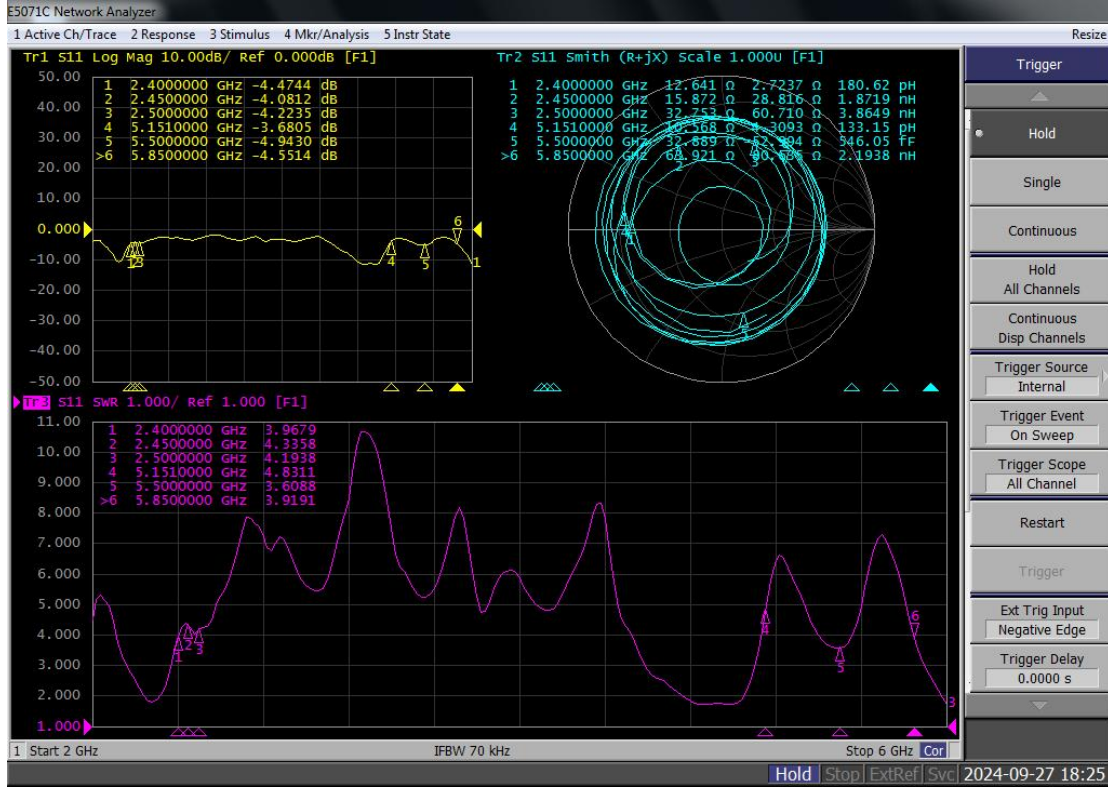 E5071C Network Analyzer
1 Active Ch/Trace 2 Response 3 Stimulus 4 Mkr/Analysis 5 Instr State Resize
Tr1 S11 Log Mag 10.00dB/ Ref 0.000dB [F1]
50.00
40.00
30.00
20.00
10.00
0.000
-10.00
-20.00
-30.00
-40.00
-50.00
1 2.4000000 GHz -4.4744 dB
2 2.4500000 GHz -4.0812 dB
3 2.5000000 GHz -4.2235 dB
4 5.1510000 GHz -3.6805 dB
5 5.5000000 GHz -4.9430 dB
>6 5.8500000 GHz -4.5514 dB
Tr2 S11 Smith (R+jX) Scale 1.000U [F1]
1 2.4000000 GHz 12.641 Ω 2.7237 Ω 180.62 pH
2 2.4500000 GHz 15.872 Ω 28.816 Ω 1.8719 nH
3 2.5000000 GHz 32.753 Ω 60.710 Ω 3.8649 nH
4 5.1510000 GHz Ω 4.3093 Ω 133.15 pH
5 5.5000000 GHz 32.889 Ω Ω 546.05 fF
>6 5.8500000 GHz Ω Ω 2.1938 nH
Tr3 S11 SWR 1.000/ Ref 1.000 [F1]
11.00
10.00
9.000
8.000
7.000
6.000
5.000
4.000
3.000
2.000
1.000
1 2.4000000 GHz 3.9679
2 2.4500000 GHz 4.3358
3 2.5000000 GHz 4.1938
4 5.1510000 GHz 4.8311
5 5.5000000 GHz 3.6088
>6 5.8500000 GHz 3.9191
1 Start 2 GHz IFBW 70 kHz Stop 6 GHz Cor
Trigger
Hold
Single
Continuous
Hold
All Channels
Continuous
Disp Channels
Trigger Source
Internal
Trigger Event
On Sweep
Trigger Scope
All Channel
Restart
Trigger
Ext Trig Input
Negative Edge
Trigger Delay
0.0000 s
Hold Stop ExtRef Svc 2024-09-27 18:25